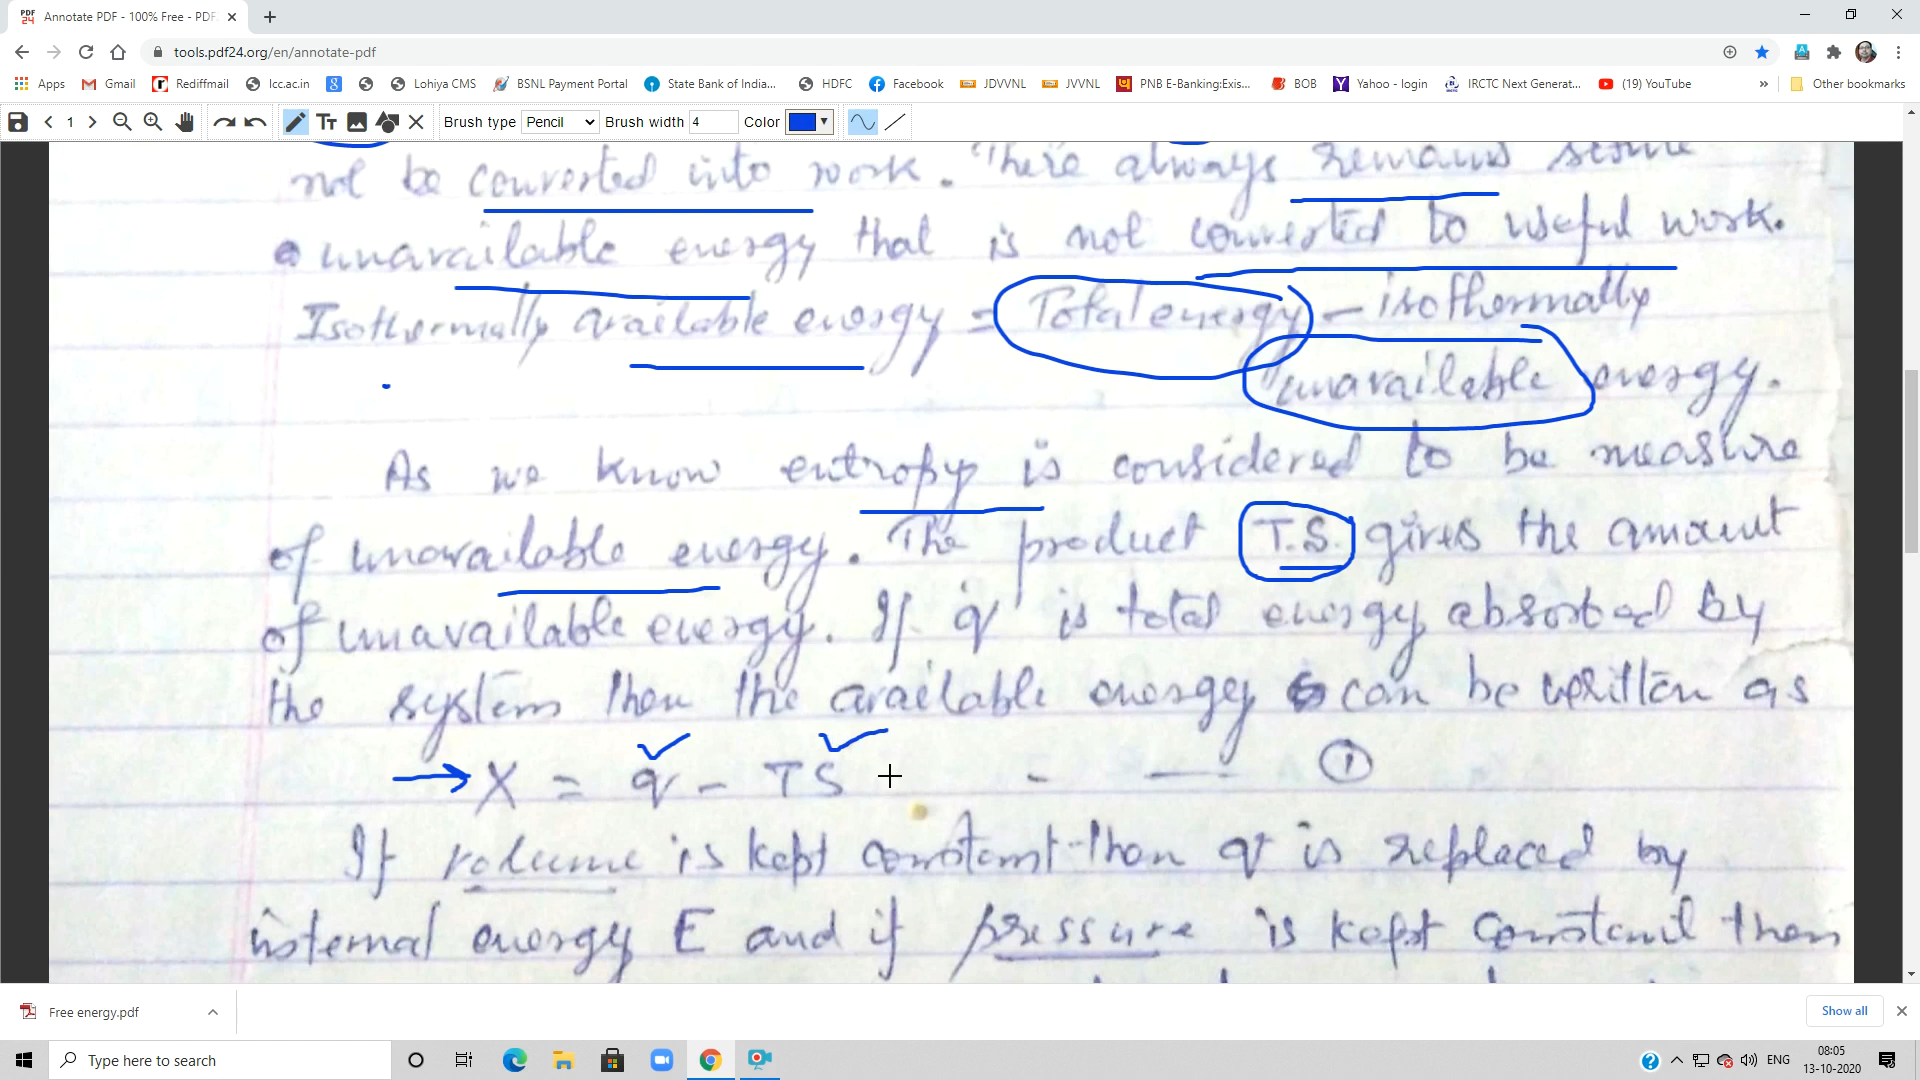 Annotate PDF - 100% Free - PDF
tools.pdf24.org/en/annotate-pdf
Apps Gmail Rediffmail lcc.ac.in Lohiya CMS BSNL Payment Portal State Bank of India... HDFC Facebook JDVVNL JVVNL PNB E-Banking:Exis... BOB Yahoo - login IRCTC Next Generat... (19) YouTube » Other bookmarks
1 Brush type Pencil Brush width 4 Color
not be converted into work. There always remains some
unavailable energy that is not converted to useful work.
Isothermally available energy = Total energy - isothermally
unavailable energy.
As we know entropy is considered to be measure
of unavailable energy. The product T.S. gives the amount
of unavailable energy. If q is total energy absorbed by
the system then the available energy can be written as
X = q - TS - — ①
If volume is kept constant then q is replaced by
internal energy E and if pressure is kept constant then
Free energy.pdf
Show all
Type here to search
ENG
08:05
13-10-2020